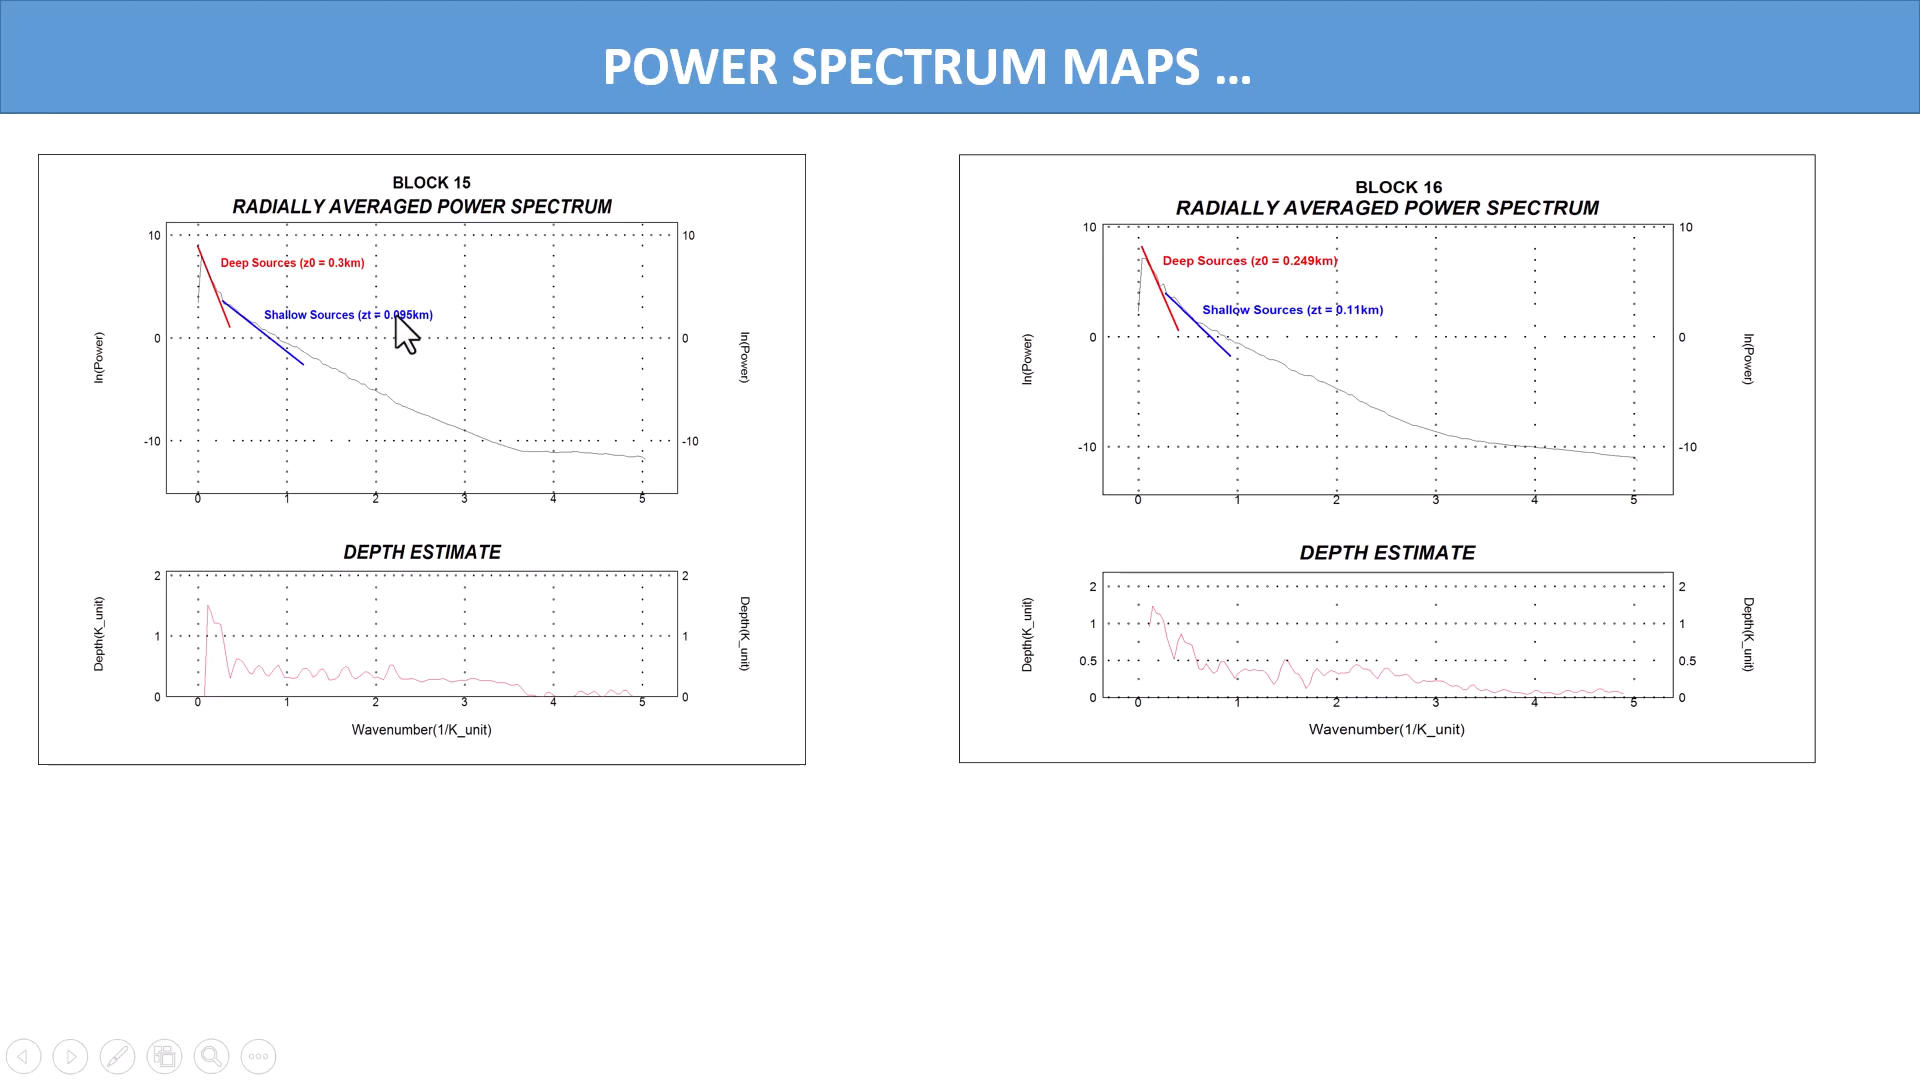 POWER SPECTRUM MAPS ...
BLOCK 15
RADIALLY AVERAGED POWER SPECTRUM
10
10
Deep Sources (z0 = 0.3km)
Shallow Sources (zt = 0.095km)
0
0
ln(Power)
ln(Power)
-10
-10
0 1 2 3 4 5
DEPTH ESTIMATE
2
2
Depth(K_unit)
Depth(K_unit)
1
1
0
0
0 1 2 3 4 5
Wavenumber(1/K_unit)
BLOCK 16
RADIALLY AVERAGED POWER SPECTRUM
10
10
Deep Sources (z0 = 0.249km)
Shallow Sources (zt = 0.11km)
0
0
ln(Power)
ln(Power)
-10
-10
0 1 2 3 4 5
DEPTH ESTIMATE
2
2
Depth(K_unit)
Depth(K_unit)
1
1
0.5
0.5
0
0
0 1 2 3 4 5
Wavenumber(1/K_unit)